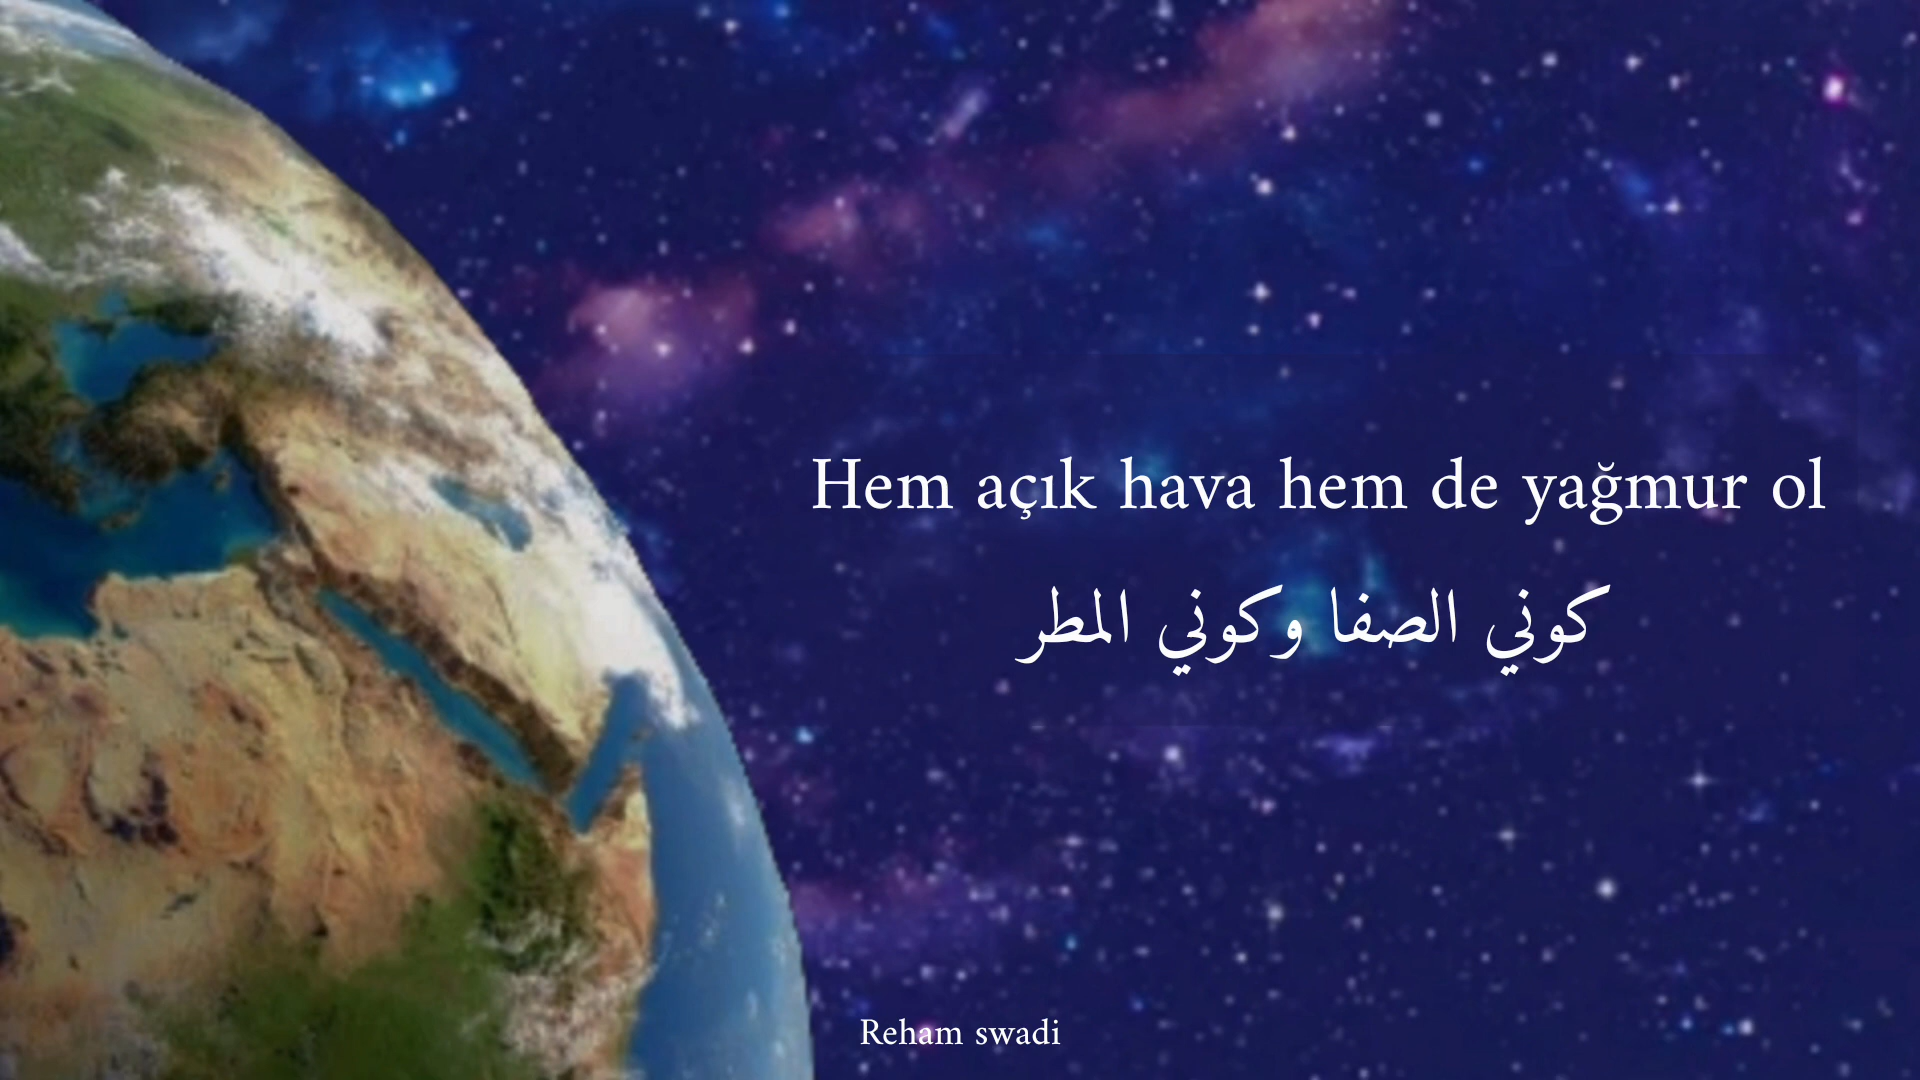 Hem açık hava hem de yağmur ol
كوني الصفا وكوني المطر
Reham swadi